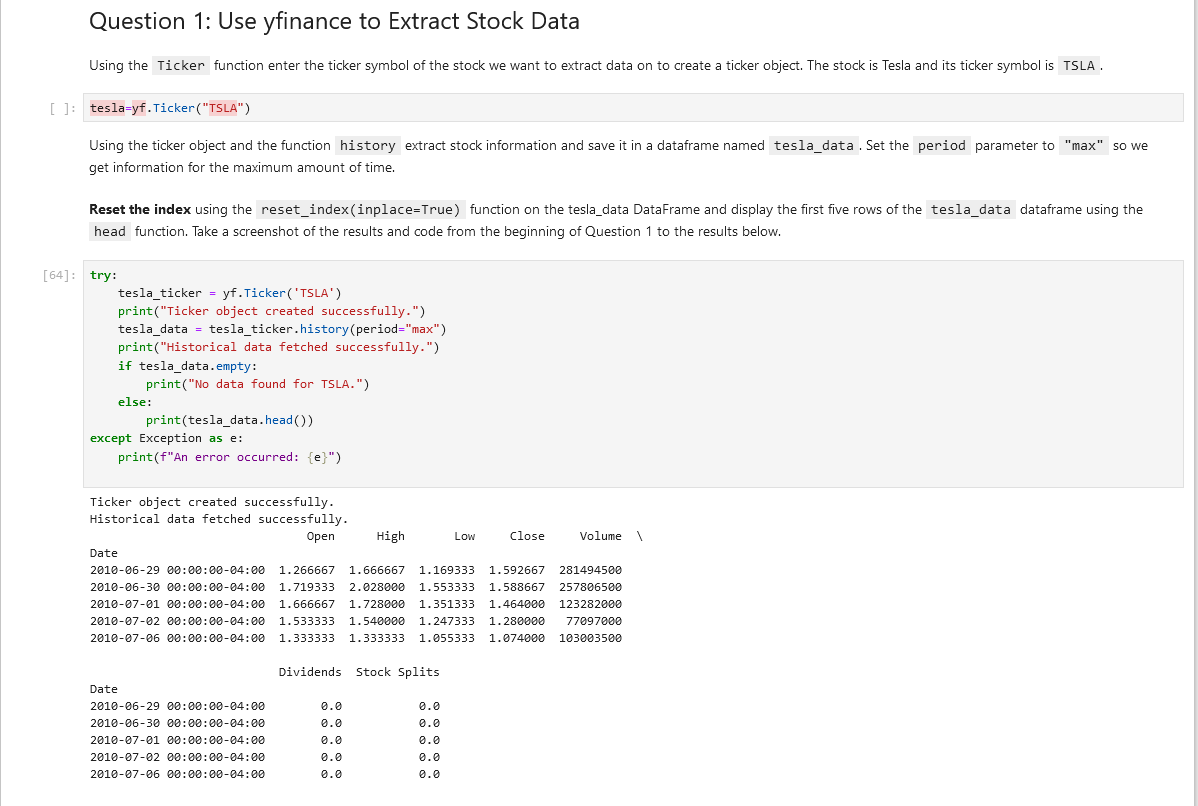 Question 1: Use yfinance to Extract Stock Data
Using the Ticker function enter the ticker symbol of the stock we want to extract data on to create a ticker object. The stock is Tesla and its ticker symbol is TSLA .
[ ]: tesla=yf.Ticker("TSLA")
Using the ticker object and the function history extract stock information and save it in a dataframe named tesla_data . Set the period parameter to "max" so we
get information for the maximum amount of time.
Reset the index using the reset_index(inplace=True) function on the tesla_data DataFrame and display the first five rows of the tesla_data dataframe using the
head function. Take a screenshot of the results and code from the beginning of Question 1 to the results below.
[64]: try:
    tesla_ticker = yf.Ticker('TSLA')
    print("Ticker object created successfully.")
    tesla_data = tesla_ticker.history(period="max")
    print("Historical data fetched successfully.")
    if tesla_data.empty:
        print("No data found for TSLA.")
    else:
        print(tesla_data.head())
except Exception as e:
    print(f"An error occurred: {e}")
Ticker object created successfully.
Historical data fetched successfully.
                               Open      High       Low     Close     Volume  \
Date
2010-06-29 00:00:00-04:00  1.266667  1.666667  1.169333  1.592667  281494500
2010-06-30 00:00:00-04:00  1.719333  2.028000  1.553333  1.588667  257806500
2010-07-01 00:00:00-04:00  1.666667  1.728000  1.351333  1.464000  123282000
2010-07-02 00:00:00-04:00  1.533333  1.540000  1.247333  1.280000   77097000
2010-07-06 00:00:00-04:00  1.333333  1.333333  1.055333  1.074000  103003500
                           Dividends  Stock Splits
Date
2010-06-29 00:00:00-04:00        0.0           0.0
2010-06-30 00:00:00-04:00        0.0           0.0
2010-07-01 00:00:00-04:00        0.0           0.0
2010-07-02 00:00:00-04:00        0.0           0.0
2010-07-06 00:00:00-04:00        0.0           0.0